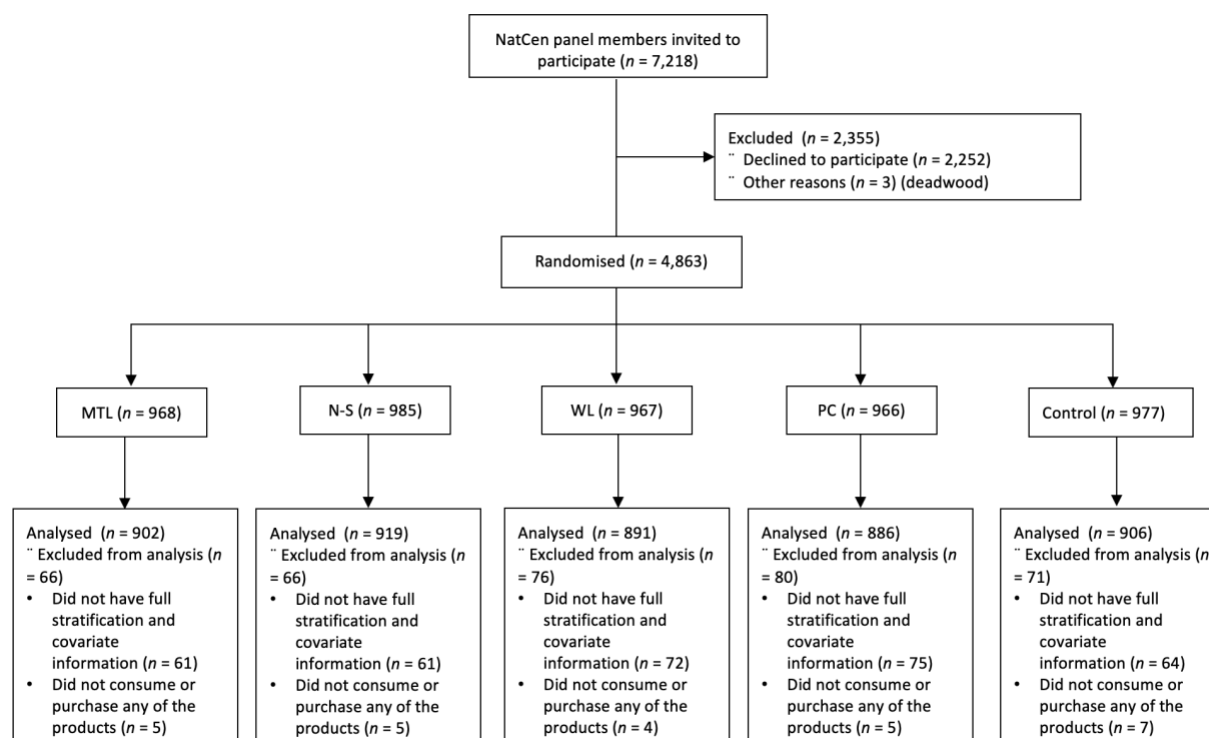 NatCen panel members invited to
participate (n = 7,218)
Excluded (n = 2,355)
¨ Declined to participate (n = 2,252)
¨ Other reasons (n = 3) (deadwood)
Randomised (n = 4,863)
MTL (n = 968)
N-S (n = 985)
WL (n = 967)
PC (n = 966)
Control (n = 977)
Analysed (n = 902)
¨ Excluded from analysis (n
= 66)
• Did not have full
stratification and
covariate
information (n = 61)
• Did not consume or
purchase any of the
products (n = 5)
Analysed (n = 919)
¨ Excluded from analysis (n
= 66)
• Did not have full
stratification and
covariate
information (n = 61)
• Did not consume or
purchase any of the
products (n = 5)
Analysed (n = 891)
¨ Excluded from analysis (n
= 76)
• Did not have full
stratification and
covariate
information (n = 72)
• Did not consume or
purchase any of the
products (n = 4)
Analysed (n = 886)
¨ Excluded from analysis (n
= 80)
• Did not have full
stratification and
covariate
information (n = 75)
• Did not consume or
purchase any of the
products (n = 5)
Analysed (n = 906)
¨ Excluded from analysis (n
= 71)
• Did not have full
stratification and
covariate
information (n = 64)
• Did not consume or
purchase any of the
products (n = 7)